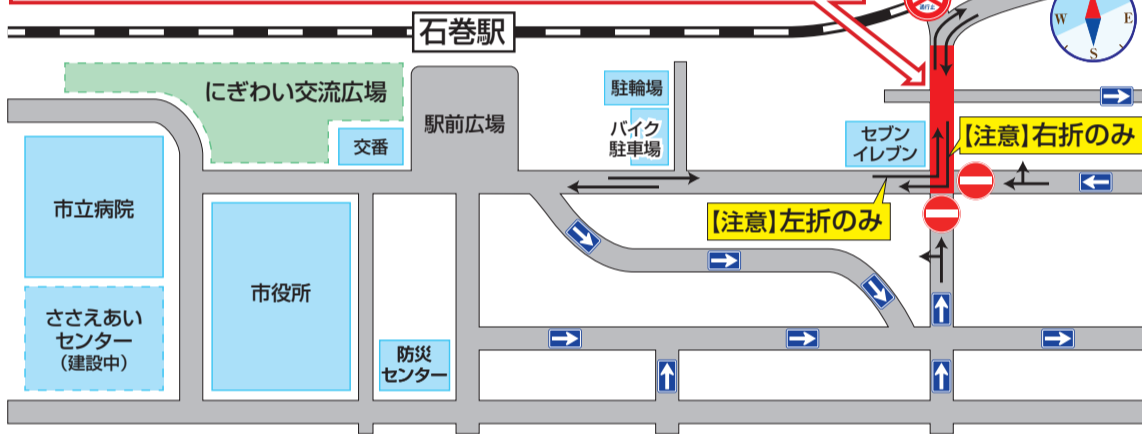 通行止
石巻駅
W
E
S
にぎわい交流広場
駅前広場
交番
駐輪場
バイク
駐車場
セブン
イレブン
【注意】右折のみ
【注意】左折のみ
市立病院
市役所
ささえあい
センター
(建設中)
防災
センター